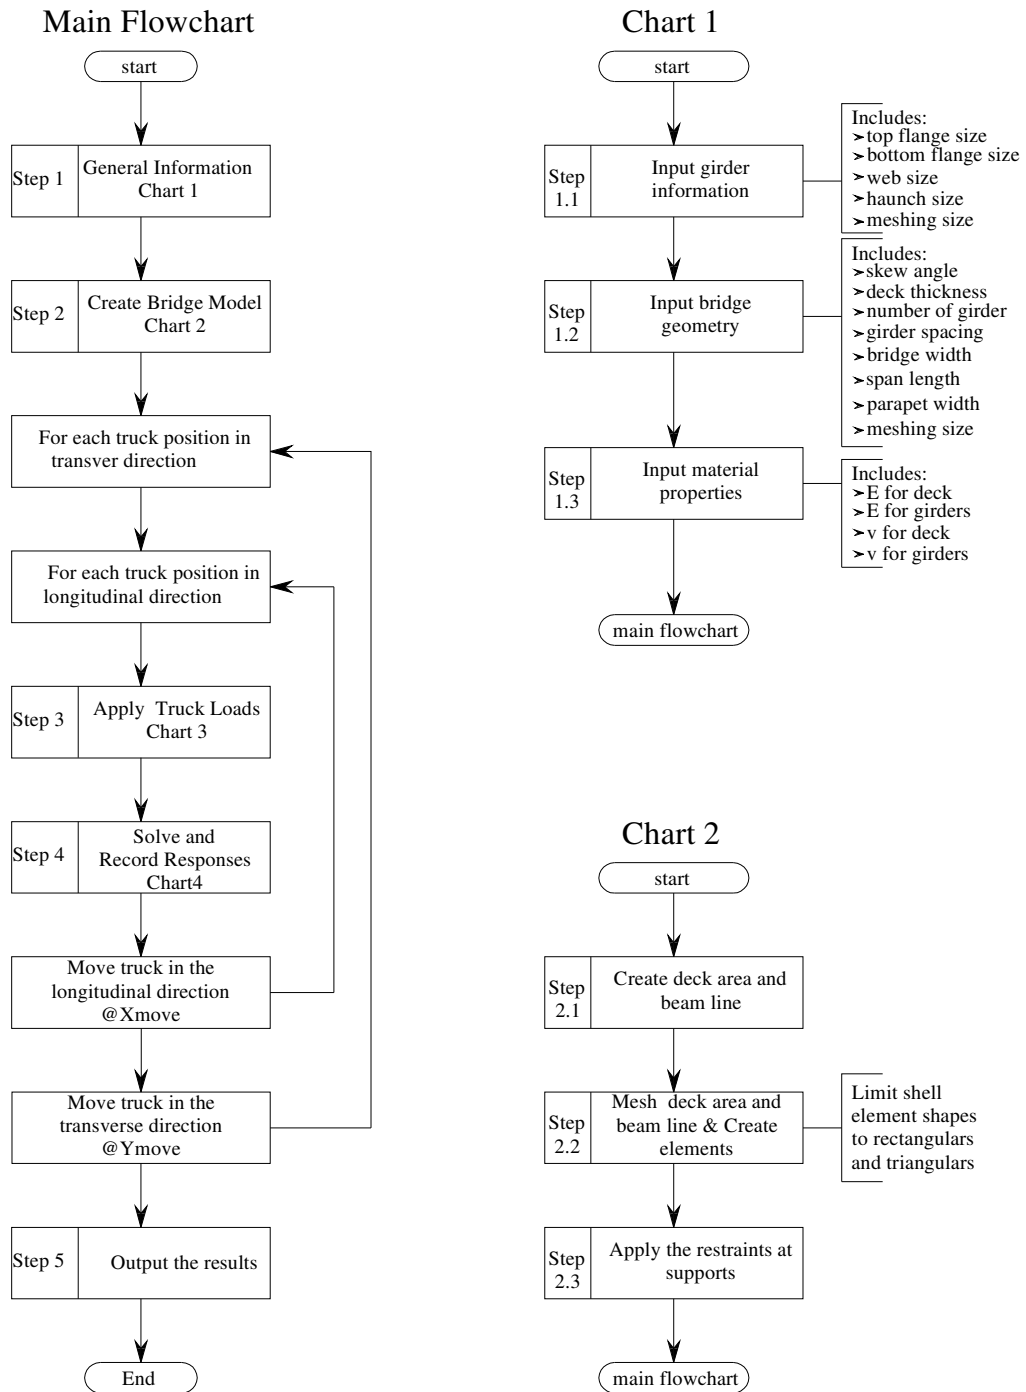 Main Flowchart
start
Step 1
General Information
Chart 1
Step 2
Create Bridge Model
Chart 2
For each truck position in
transver direction
For each truck position in
longitudinal direction
Step 3
Apply Truck Loads
Chart 3
Step 4
Solve and
Record Responses
Chart4
Move truck in the
longitudinal direction
@Xmove
Move truck in the
transverse direction
@Ymove
Step 5
Output the results
End
Chart 1
start
Step
1.1
Input girder
information
Includes:
➢top flange size
➢bottom flange size
➢web size
➢haunch size
➢meshing size
Step
1.2
Input bridge
geometry
Includes:
➢skew angle
➢deck thickness
➢number of girder
➢girder spacing
➢bridge width
➢span length
➢parapet width
➢meshing size
Step
1.3
Input material
properties
Includes:
➢E for deck
➢E for girders
➢v for deck
➢v for girders
main flowchart
Chart 2
start
Step
2.1
Create deck area and
beam line
Step
2.2
Mesh deck area and
beam line & Create
elements
Limit shell
element shapes
to rectangulars
and triangulars
Step
2.3
Apply the restraints at
supports
main flowchart